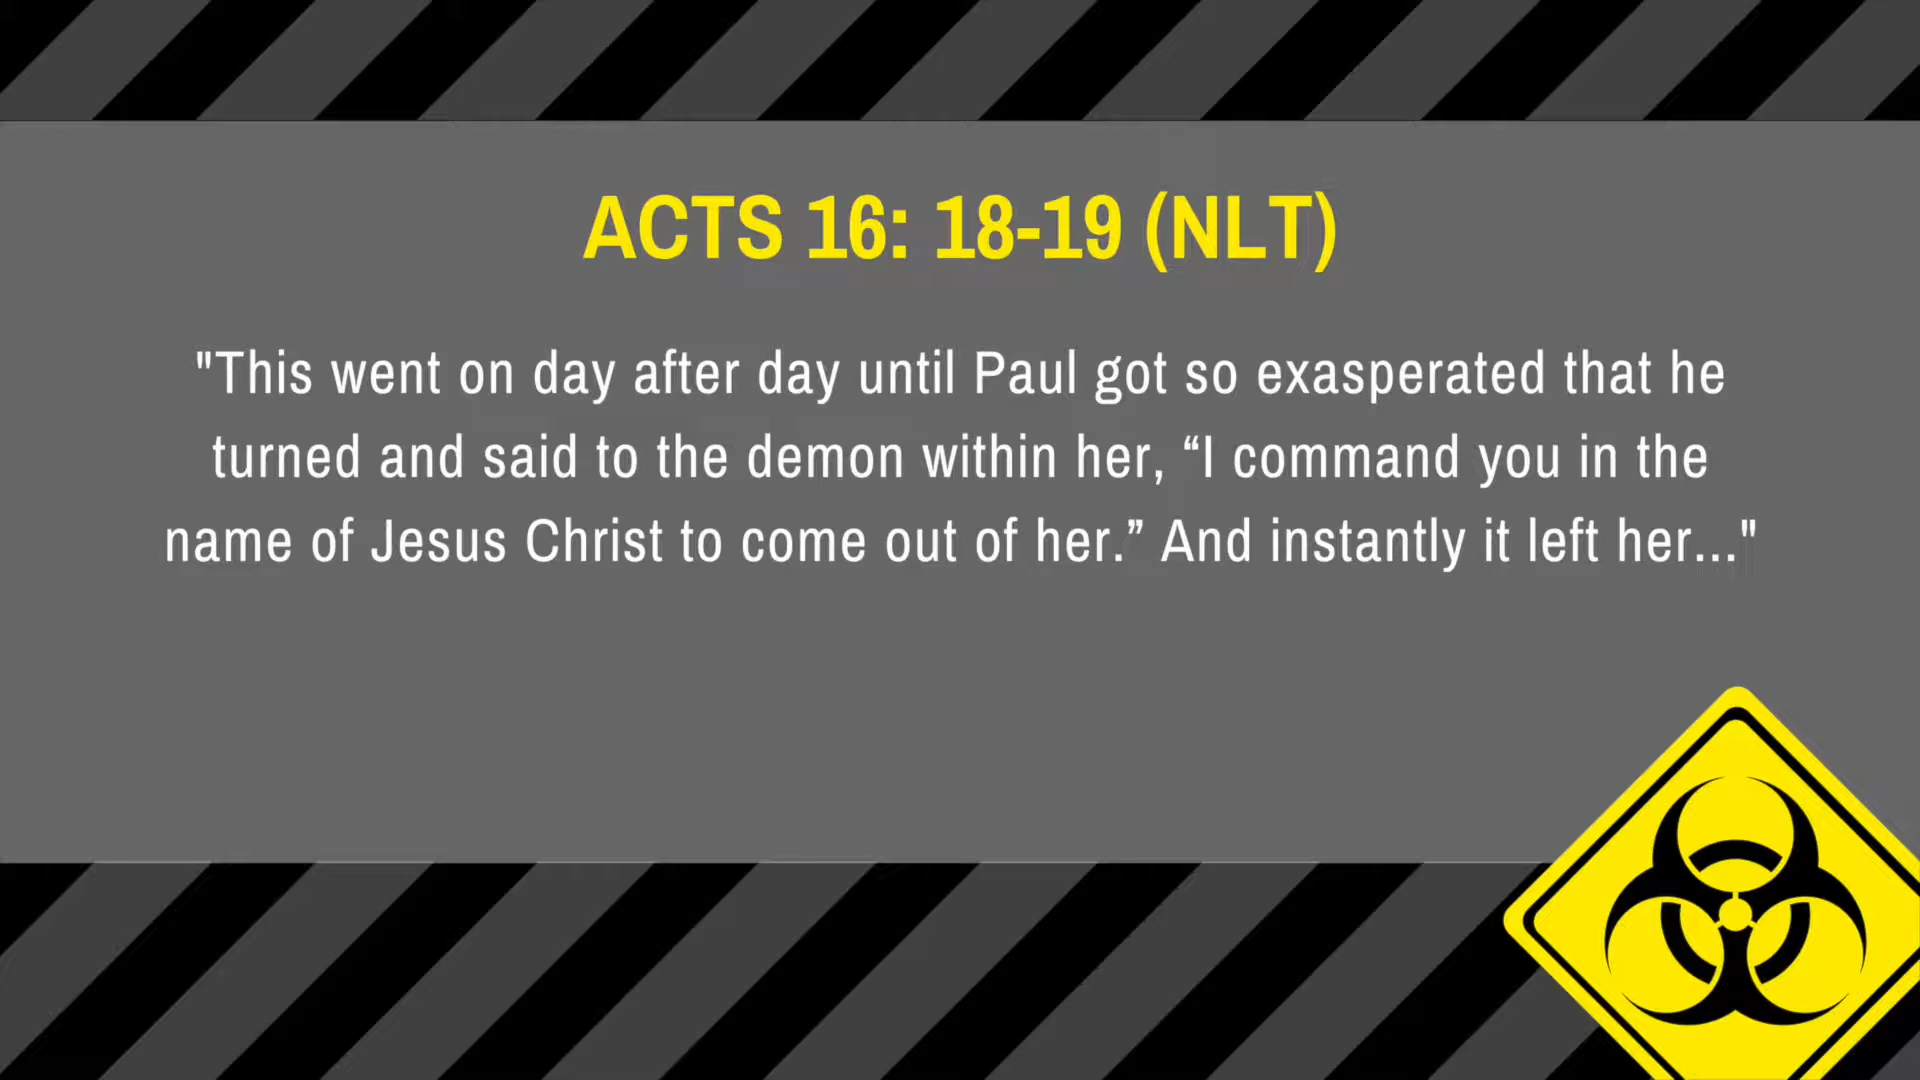 ACTS 16: 18-19 (NLT)
"This went on day after day until Paul got so exasperated that he
turned and said to the demon within her, “I command you in the
name of Jesus Christ to come out of her.” And instantly it left her..."